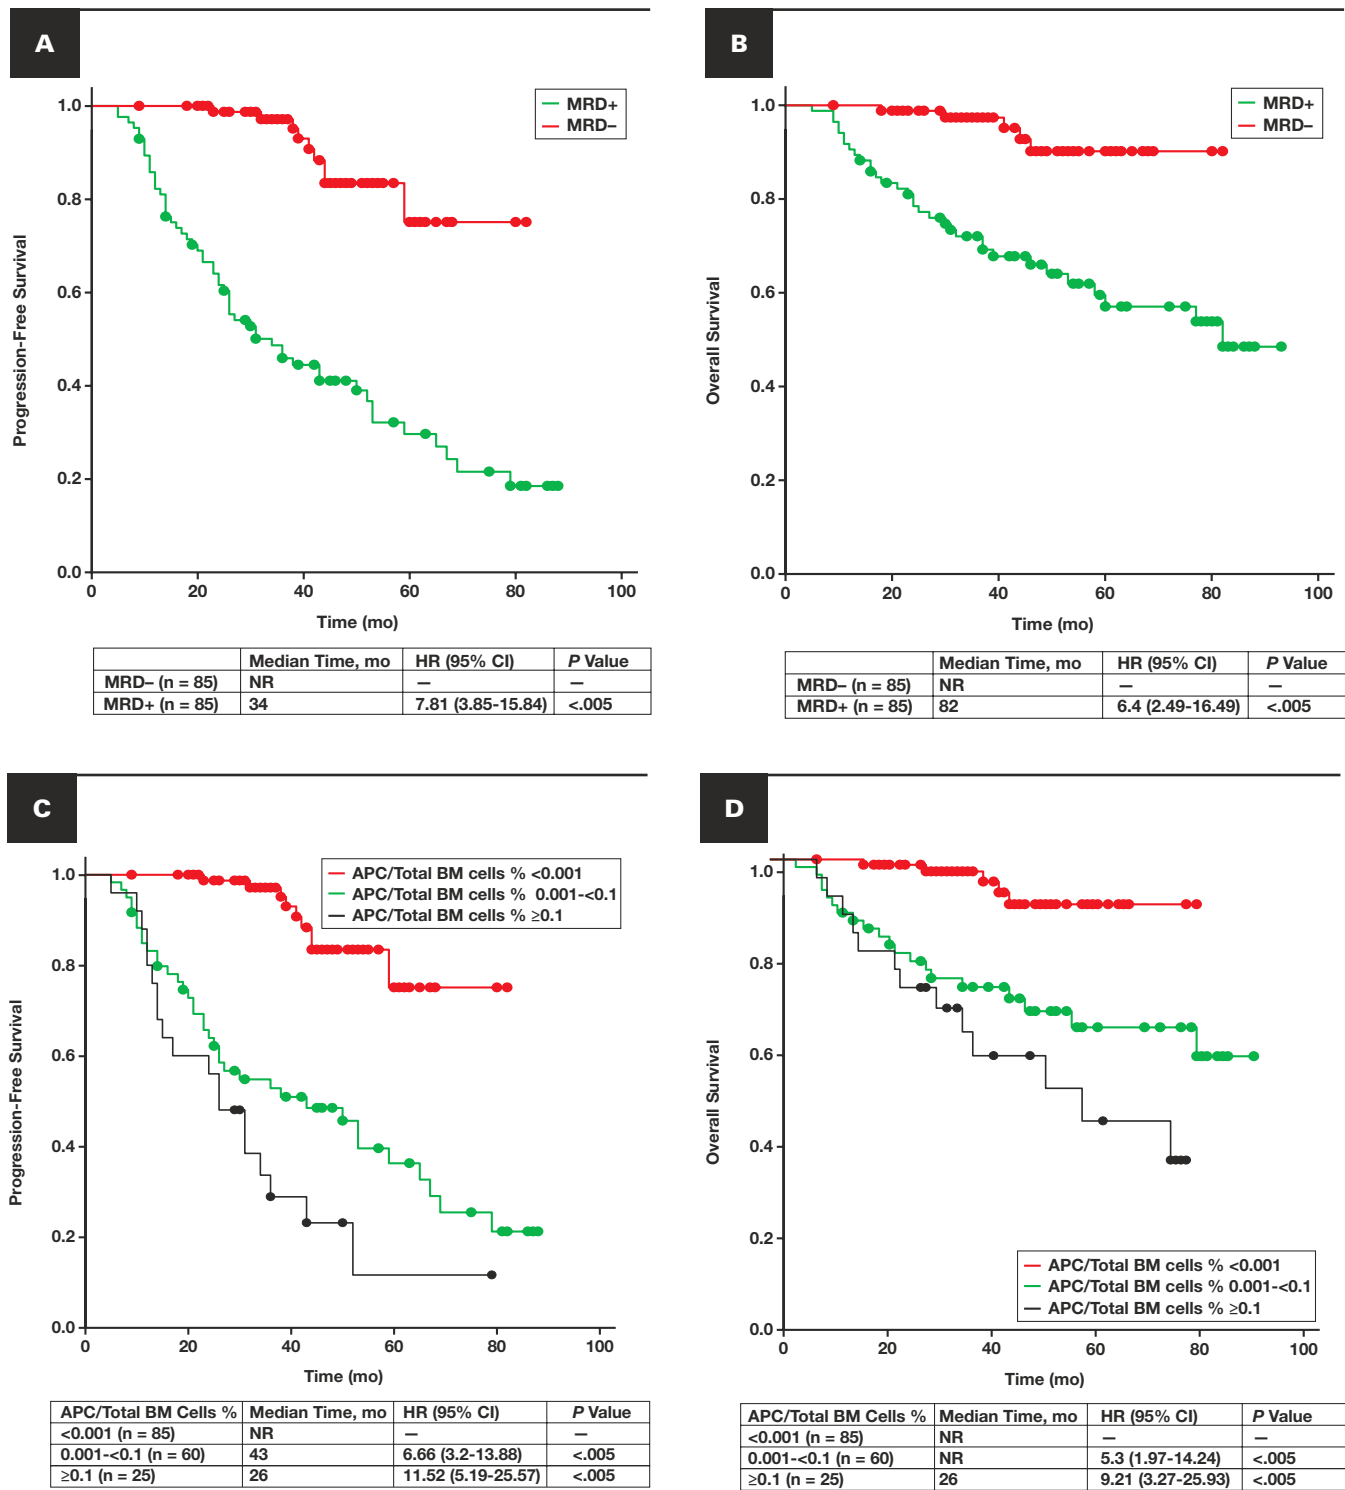 A
MRD+
MRD–
1.0
0.8
0.6
0.4
0.2
0.0
Progression-Free Survival
0 20 40 60 80 100
Time (mo)
Median Time, mo HR (95% CI) P Value
MRD– (n = 85) NR — —
MRD+ (n = 85) 34 7.81 (3.85-15.84) <.005
B
MRD+
MRD–
1.0
0.8
0.6
0.4
0.2
0.0
Overall Survival
0 20 40 60 80 100
Time (mo)
Median Time, mo HR (95% CI) P Value
MRD– (n = 85) NR — —
MRD+ (n = 85) 82 6.4 (2.49-16.49) <.005
C
APC/Total BM cells % <0.001
APC/Total BM cells % 0.001-<0.1
APC/Total BM cells % ≥0.1
1.0
0.8
0.6
0.4
0.2
0.0
Progression-Free Survival
0 20 40 60 80 100
Time (mo)
APC/Total BM Cells % Median Time, mo HR (95% CI) P Value
<0.001 (n = 85) NR — —
0.001-<0.1 (n = 60) 43 6.66 (3.2-13.88) <.005
≥0.1 (n = 25) 26 11.52 (5.19-25.57) <.005
D
1.0
0.8
0.6
0.4
0.2
0.0
Overall Survival
APC/Total BM cells % <0.001
APC/Total BM cells % 0.001-<0.1
APC/Total BM cells % ≥0.1
0 20 40 60 80 100
Time (mo)
APC/Total BM Cells % Median Time, mo HR (95% CI) P Value
<0.001 (n = 85) NR — —
0.001-<0.1 (n = 60) NR 5.3 (1.97-14.24) <.005
≥0.1 (n = 25) 26 9.21 (3.27-25.93) <.005